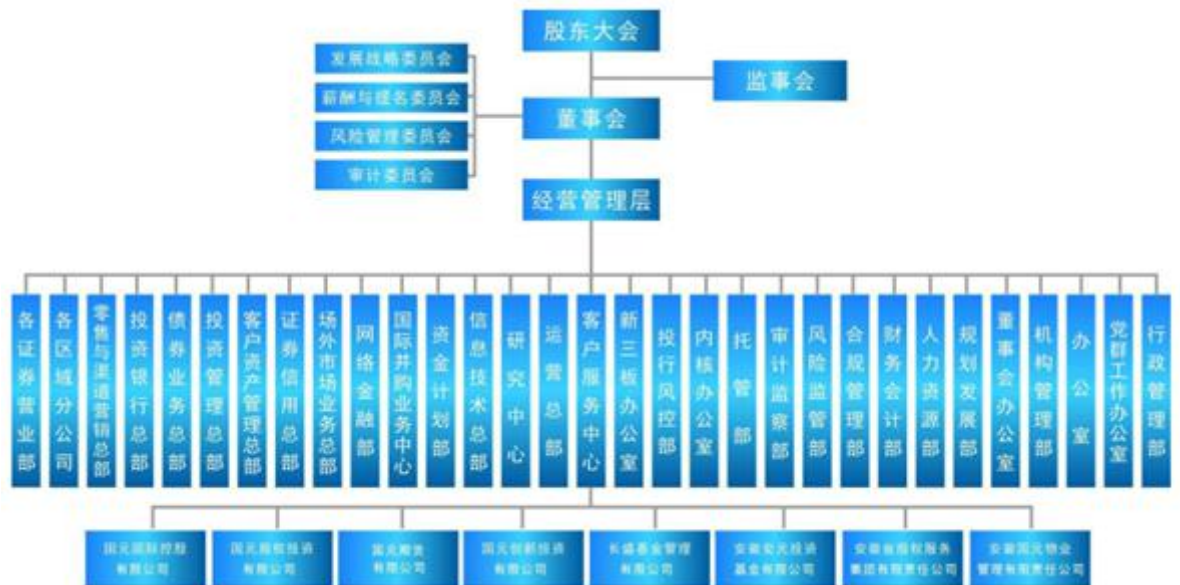 股东大会
发展战略委员会
监事会
薪酬与提名委员会
董事会
风险管理委员会
审计委员会
经营管理层
各证券营业部
各区域分公司
零售与渠道营销总部
投资银行总部
债券业务总部
投资管理总部
客户资产管理总部
证券信用总部
场外市场业务总部
网络金融部
国际并购业务中心
资金计划部
信息技术总部
研究中心
运营总部
客户服务中心
新三板办公室
投行风控部
内核办公室
托管部
审计监察部
风险监管部
合规管理部
财务会计部
人力资源部
规划发展部
董事会办公室
机构管理部
办公室
党群工作办公室
行政管理部
国元国际控股
有限公司
国元股权投资
有限公司
国元期货
有限公司
国元创新投资
有限公司
长盛基金管理
有限公司
安徽安元投资
基金有限公司
安徽省股权服务
集团有限责任公司
安徽国元物业
管理有限责任公司